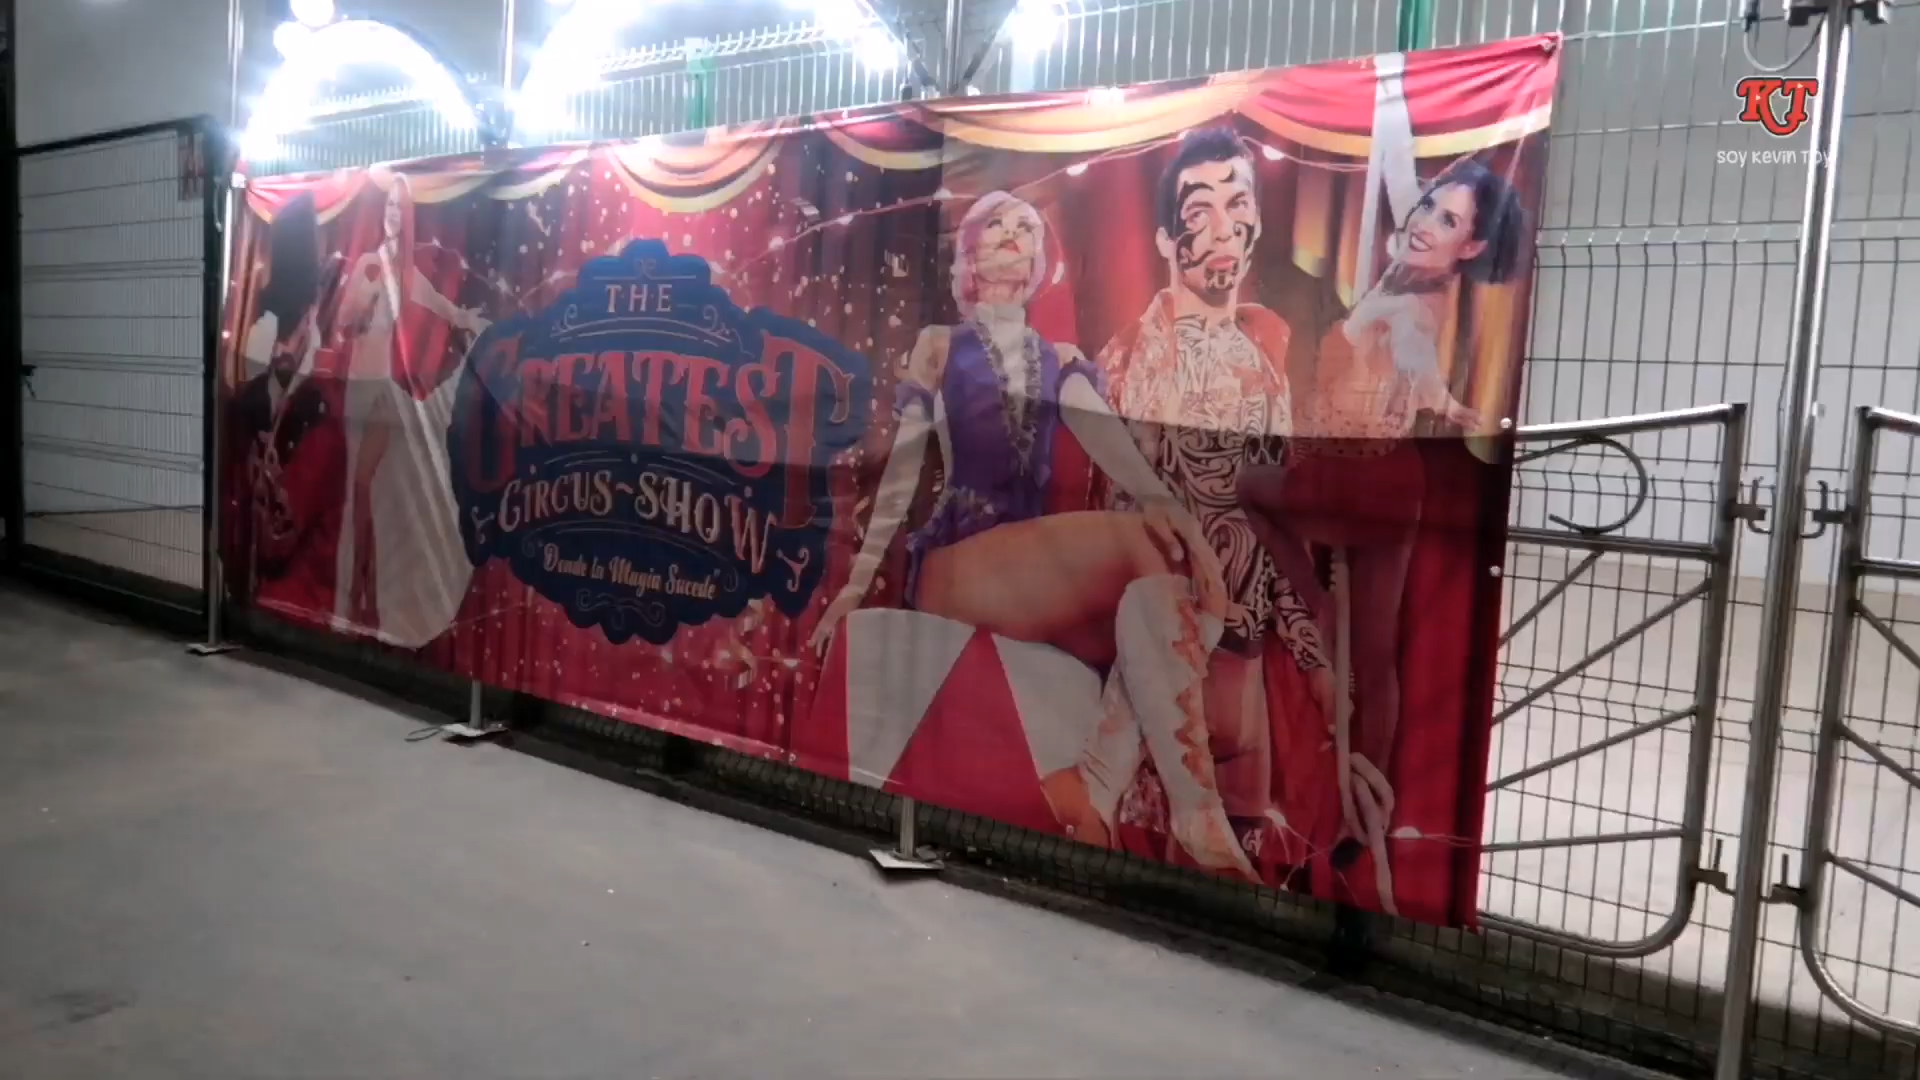 THE
GREATEST
CIRCUS~SHOW
"Donde la Magia Sucede"
KT
SOY KEVIN TOY